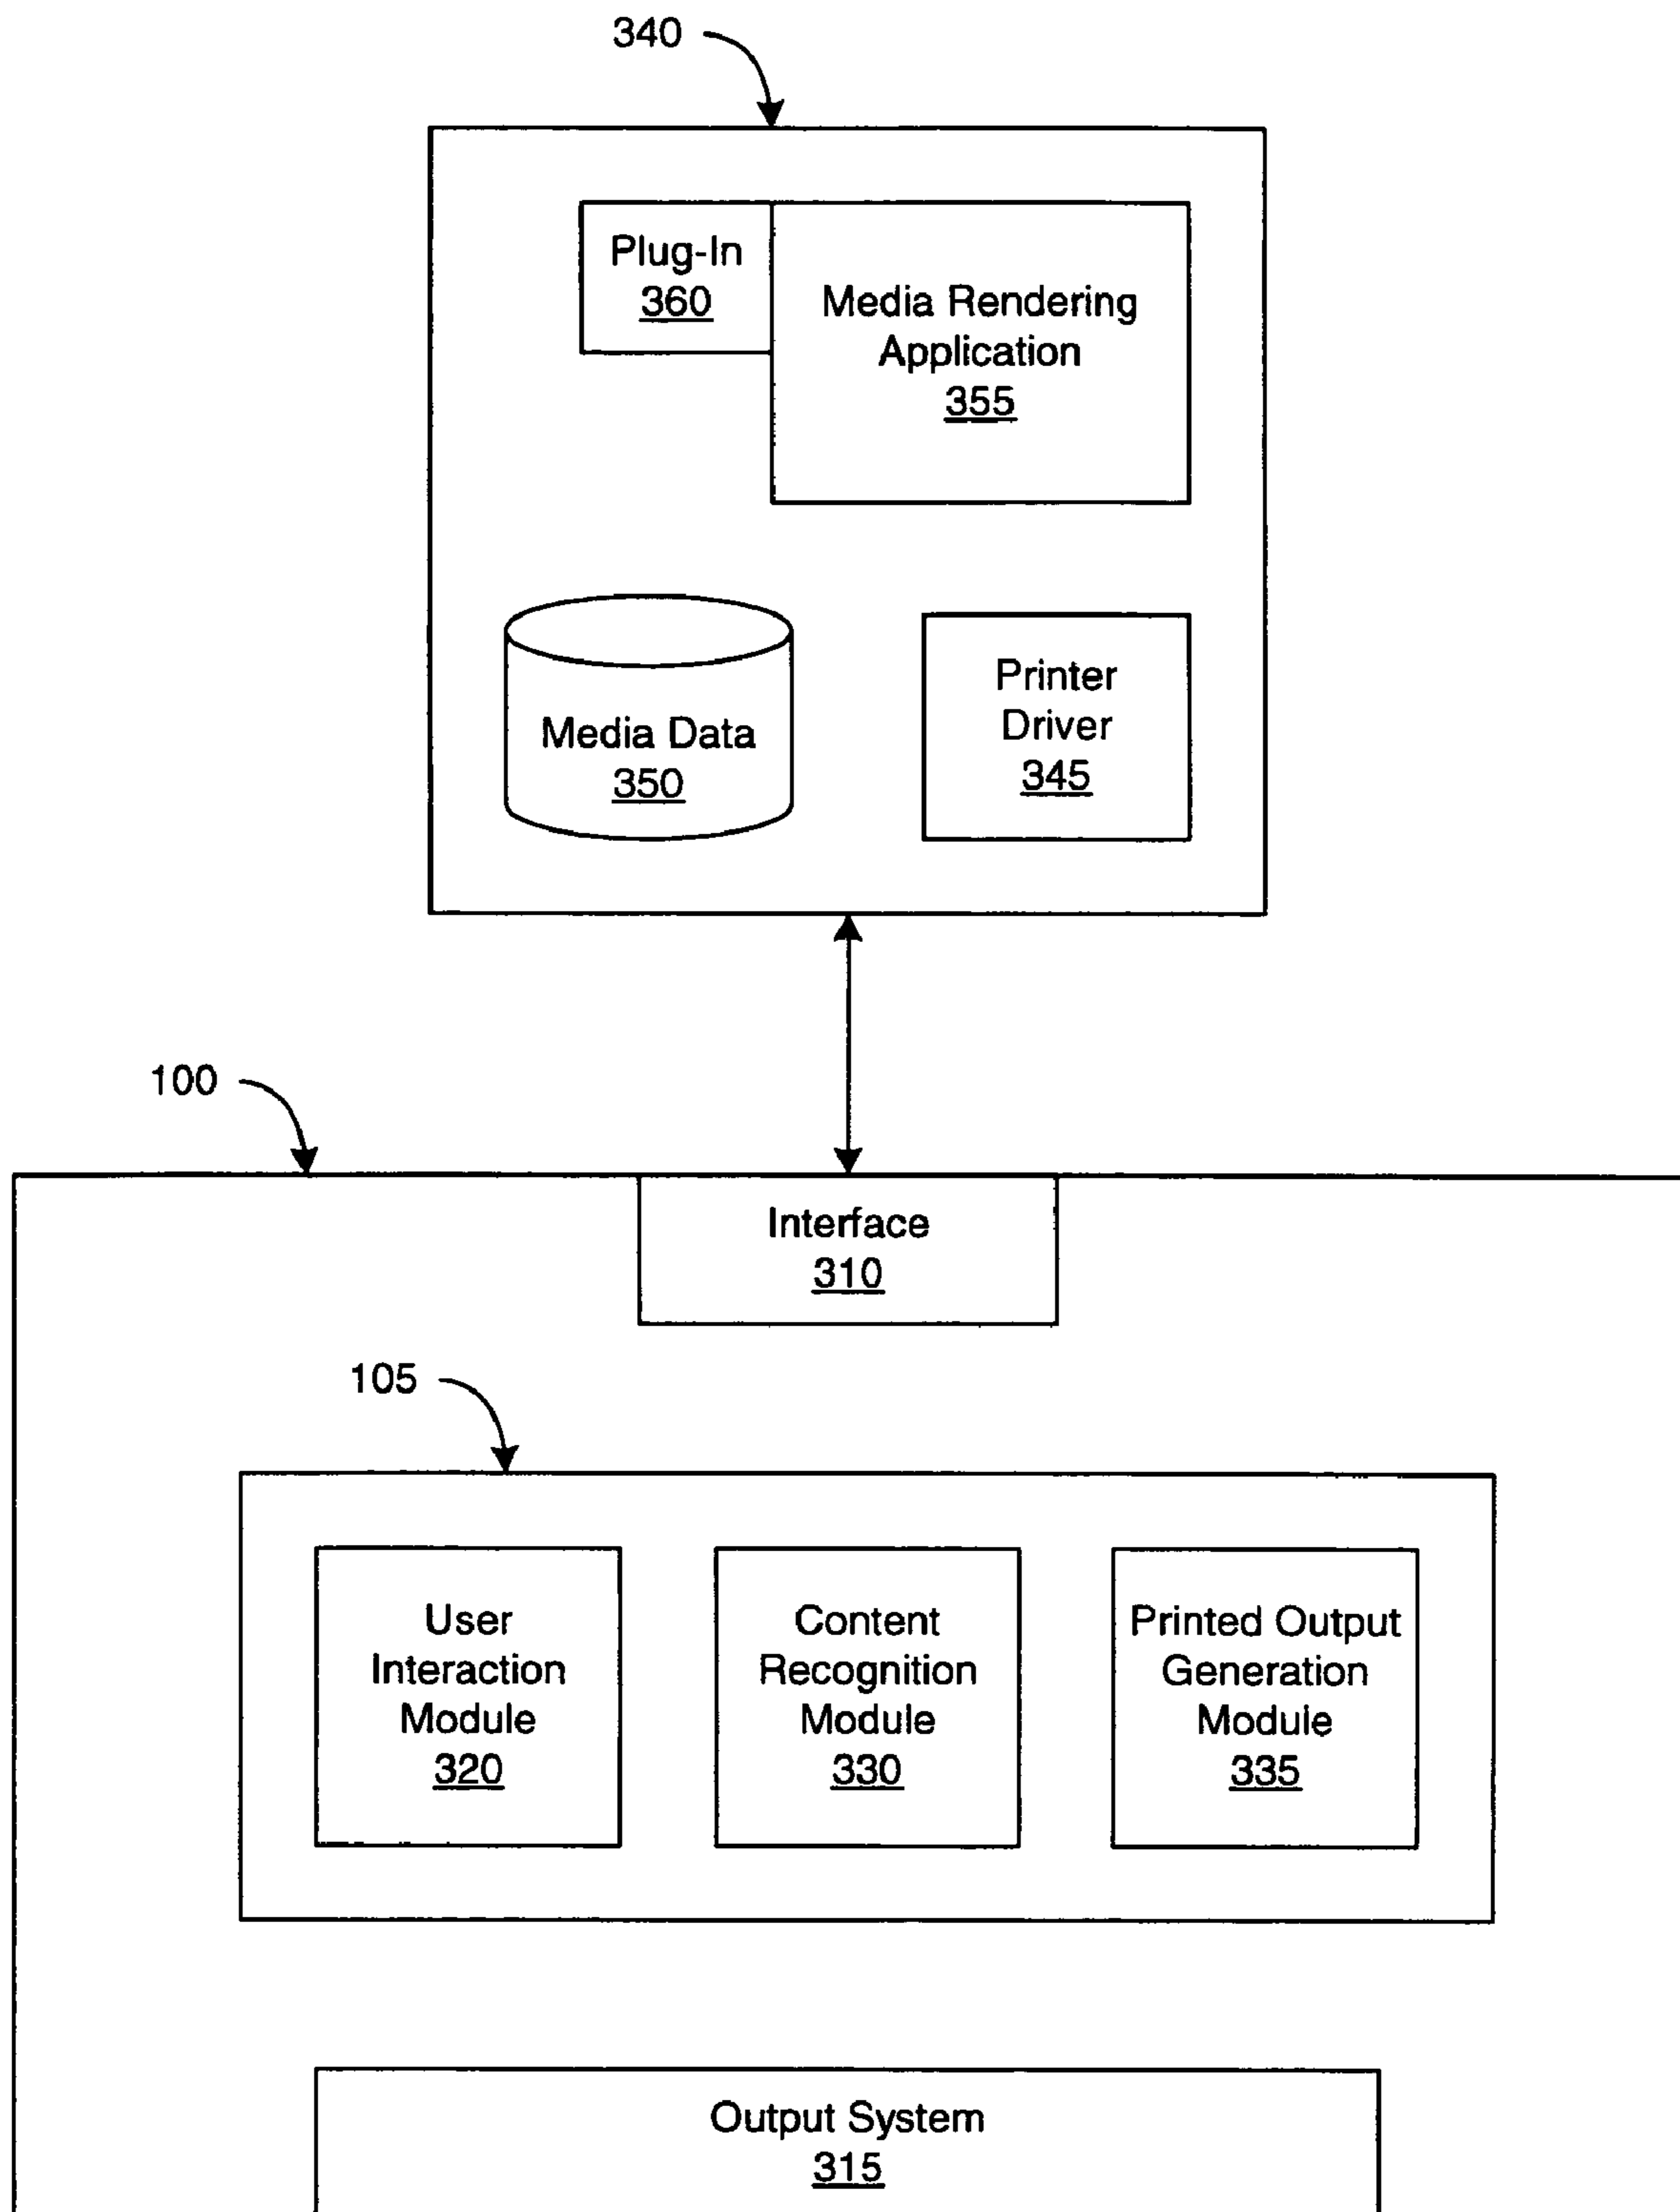 340
Plug-In
360
Media Rendering
Application
355
Media Data
350
Printer
Driver
345
100
Interface
310
105
User
Interaction
Module
320
Content
Recognition
Module
330
Printed Output
Generation
Module
335
Output System
315